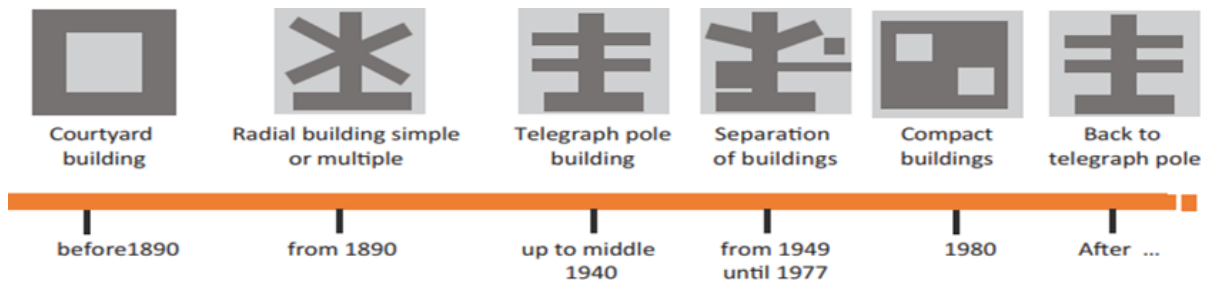 Courtyard
building
Radial building simple
or multiple
Telegraph pole
building
Separation
of buildings
Compact
buildings
Back to
telegraph pole
before1890
from 1890
up to middle
1940
from 1949
until 1977
1980
After ...